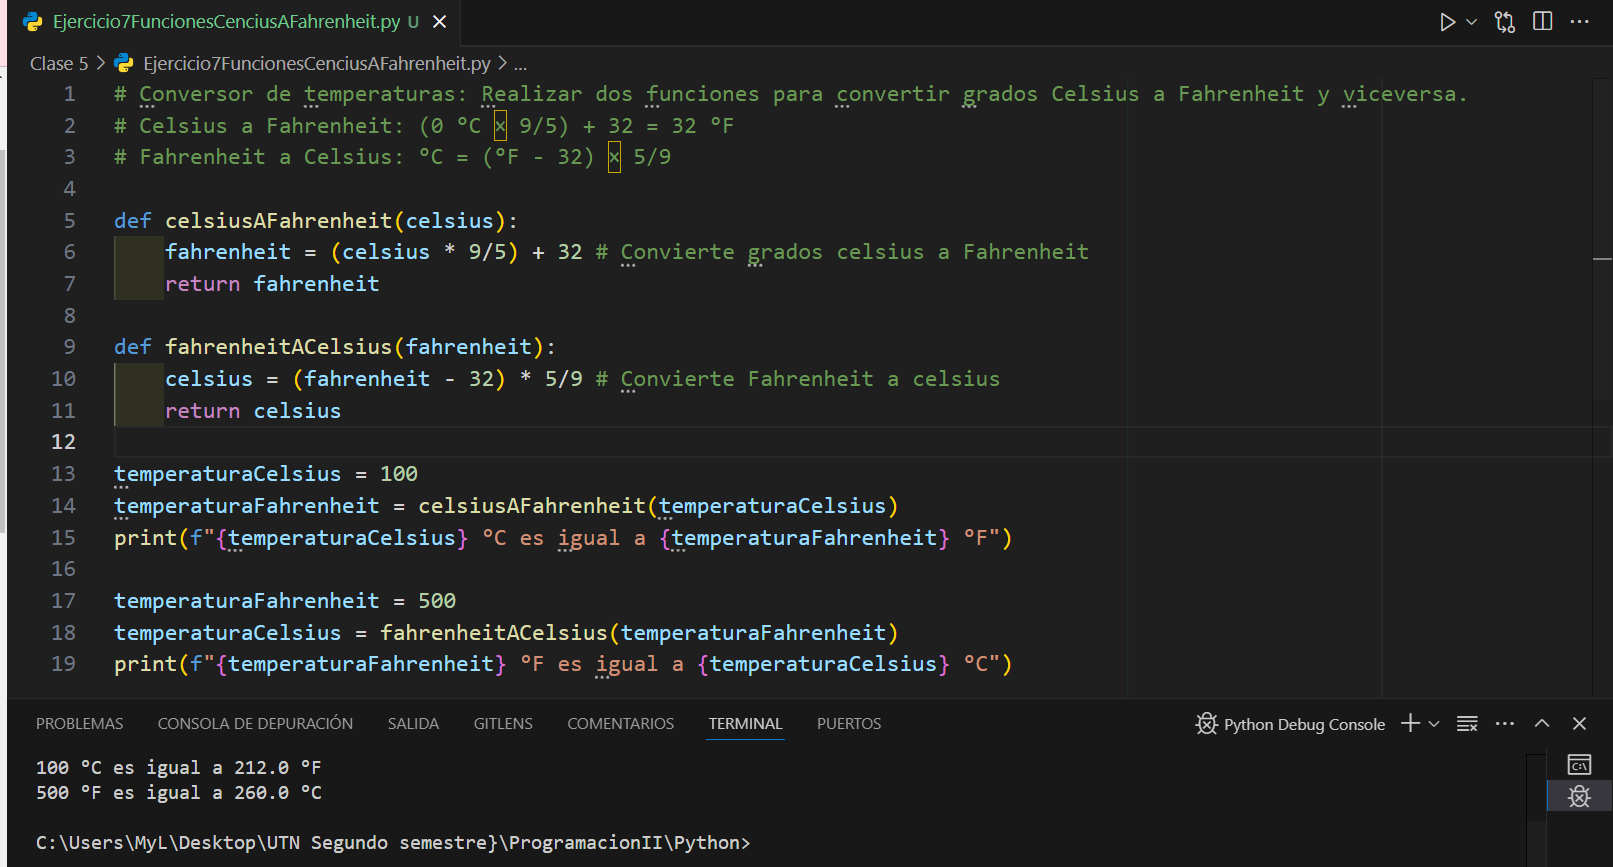 Ejercicio7FuncionesCenciusAFahrenheit.py U
Clase 5 > Ejercicio7FuncionesCenciusAFahrenheit.py > ...
1 # Conversor de temperaturas: Realizar dos funciones para convertir grados Celsius a Fahrenheit y viceversa.
2 # Celsius a Fahrenheit: (0 °C × 9/5) + 32 = 32 °F
3 # Fahrenheit a Celsius: °C = (°F - 32) × 5/9
4
5 def celsiusAFahrenheit(celsius):
6     fahrenheit = (celsius * 9/5) + 32 # Convierte grados celsius a Fahrenheit
7     return fahrenheit
8
9 def fahrenheitACelsius(fahrenheit):
10     celsius = (fahrenheit - 32) * 5/9 # Convierte Fahrenheit a celsius
11     return celsius
12
13 temperaturaCelsius = 100
14 temperaturaFahrenheit = celsiusAFahrenheit(temperaturaCelsius)
15 print(f"{temperaturaCelsius} °C es igual a {temperaturaFahrenheit} °F")
16
17 temperaturaFahrenheit = 500
18 temperaturaCelsius = fahrenheitACelsius(temperaturaFahrenheit)
19 print(f"{temperaturaFahrenheit} °F es igual a {temperaturaCelsius} °C")
PROBLEMAS CONSOLA DE DEPURACIÓN SALIDA GITLENS COMENTARIOS TERMINAL PUERTOS Python Debug Console
100 °C es igual a 212.0 °F
500 °F es igual a 260.0 °C
C:\Users\MyL\Desktop\UTN Segundo semestre}\ProgramacionII\Python>